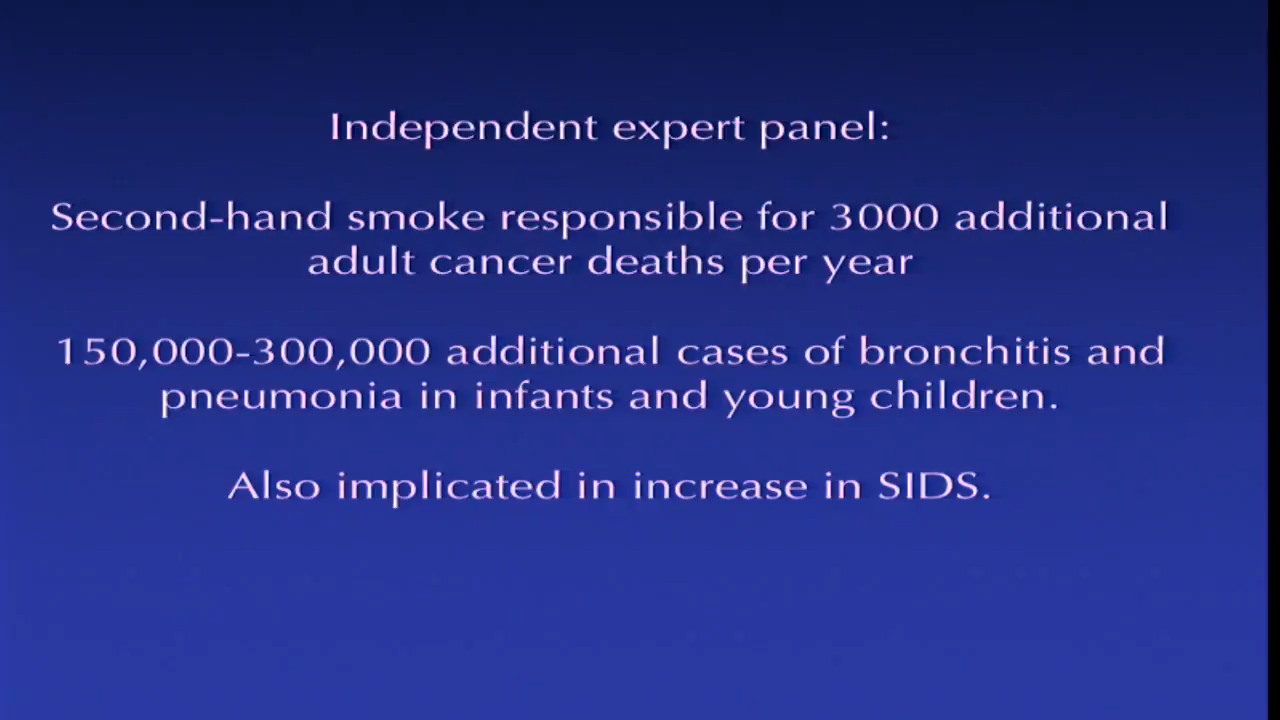 Independent expert panel:
Second-hand smoke responsible for 3000 additional
adult cancer deaths per year
150,000-300,000 additional cases of bronchitis and
pneumonia in infants and young children.
Also implicated in increase in SIDS.